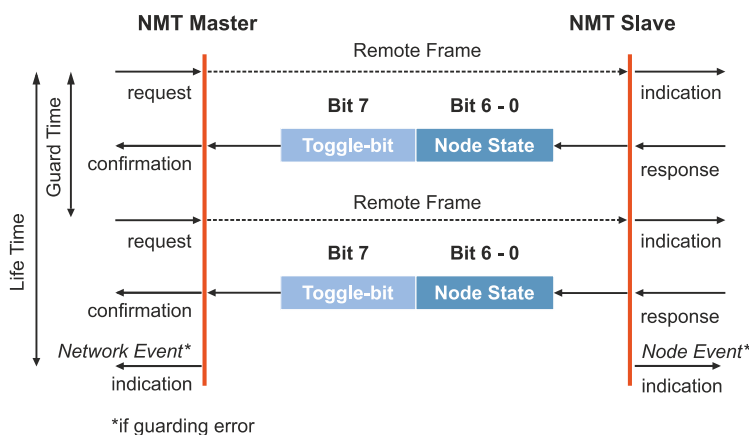 NMT Master
NMT Slave
Remote Frame
request
indication
Bit 7
Bit 6 - 0
Toggle-bit
Node State
confirmation
response
Guard Time
Life Time
Remote Frame
request
indication
Bit 7
Bit 6 - 0
Toggle-bit
Node State
confirmation
response
Network Event*
Node Event*
indication
indication
*if guarding error